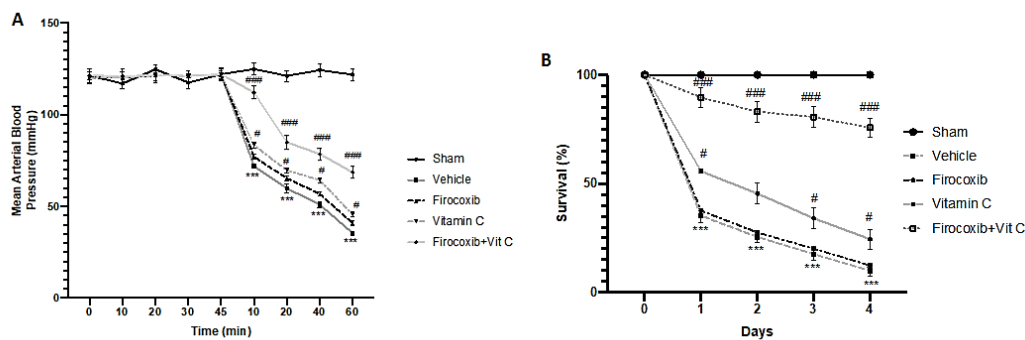 A
150
100
50
0
Mean Arterial Blood
Pressure (mmHg)
###
###
###
###
#
#
#
#
***
***
***
***
0 10 20 30 45 10 20 40 60
Time (min)
Sham
Vehicle
Firocoxib
Vitamin C
Firocoxib+Vit C
B
100
50
0
Survival (%)
###
###
###
###
#
#
#
***
***
***
***
0 1 2 3 4
Days
Sham
Vehicle
Firocoxib
Vitamin C
Firocoxib+Vit C